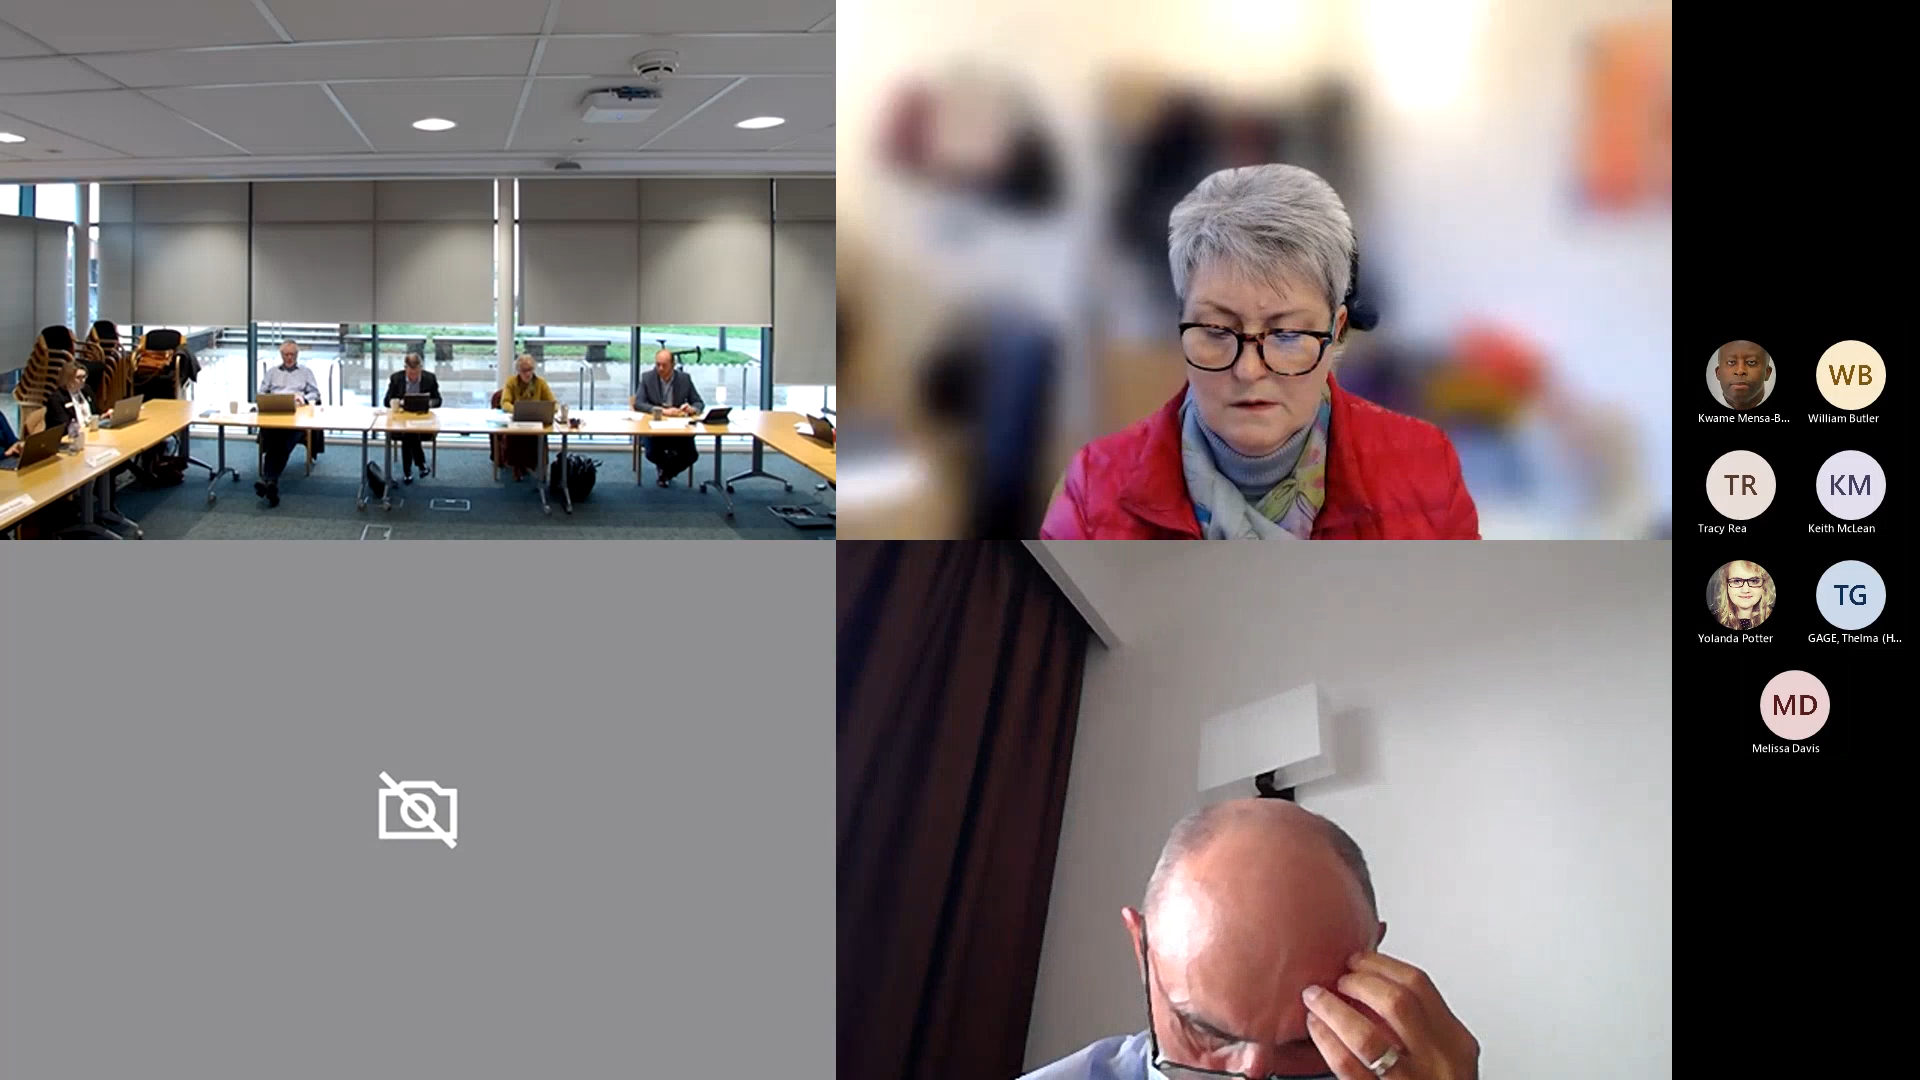 Kwame Mensa-B...
WB
William Butler
TR
Tracy Rea
KM
Keith McLean
Yolanda Potter
TG
GAGE, Thelma (H...
MD
Melissa Davis